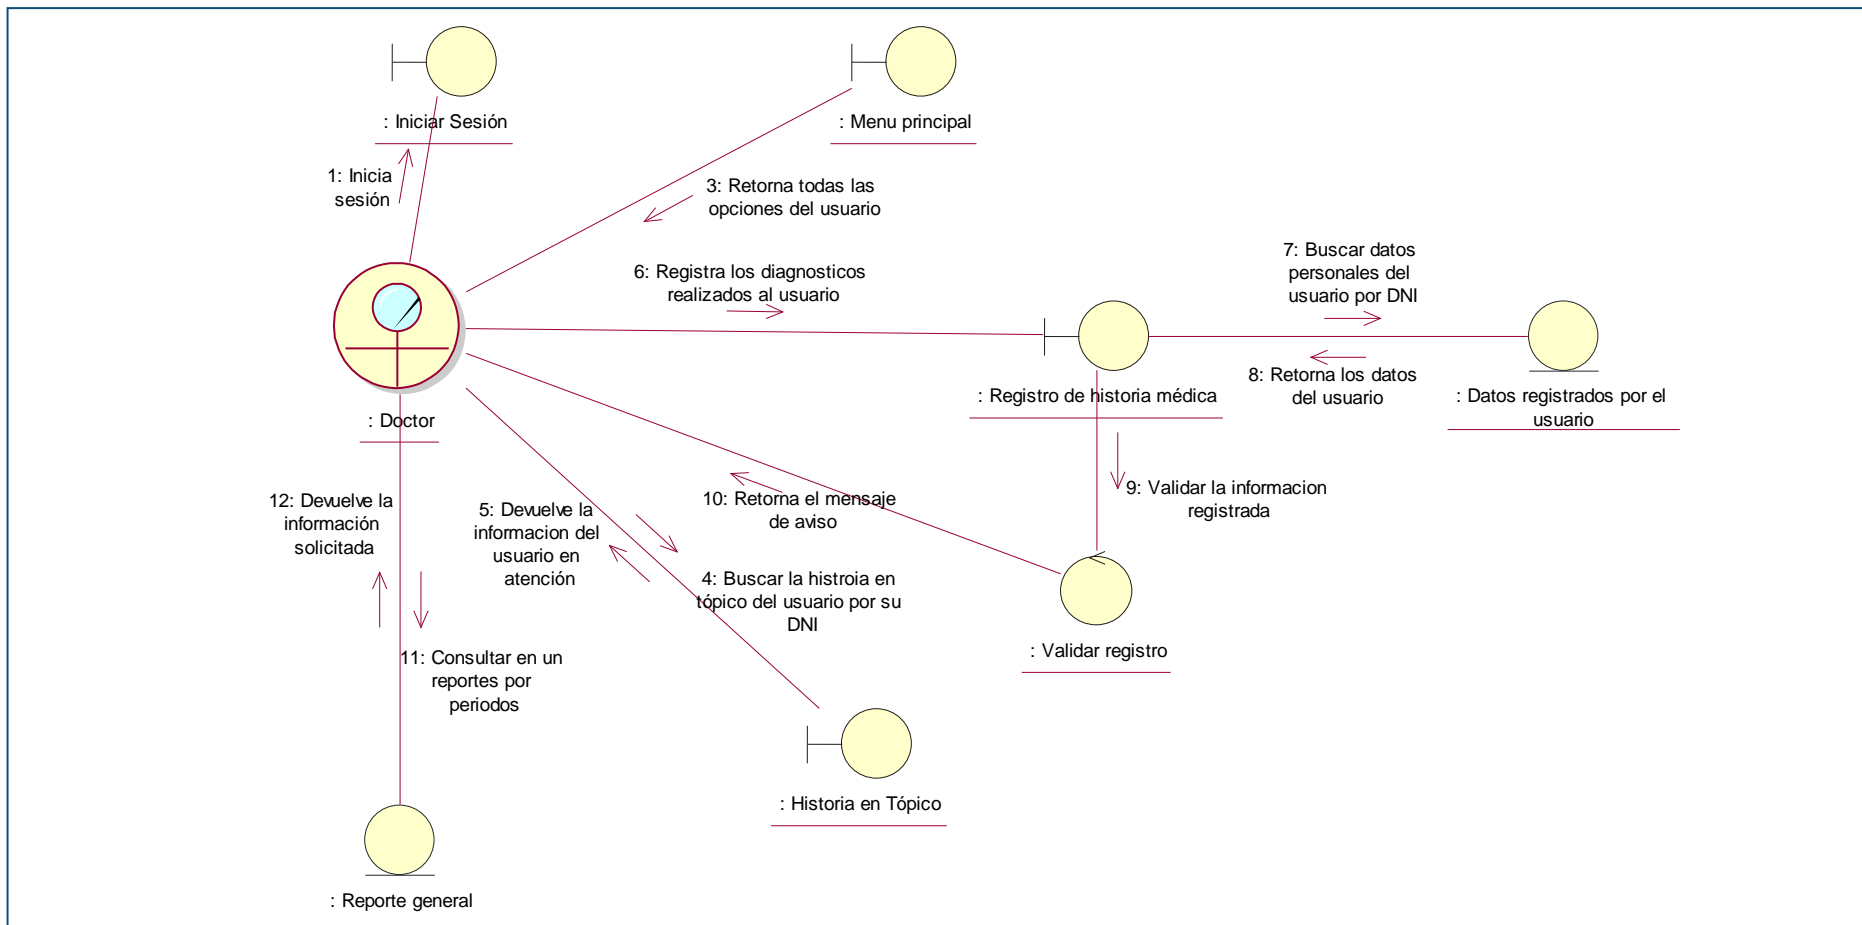 : Iniciar Sesión
: Menu principal
1: Inicia
sesión
3: Retorna todas las
opciones del usuario
6: Registra los diagnosticos
realizados al usuario
7: Buscar datos
personales del
usuario por DNI
8: Retorna los datos
del usuario
: Registro de historia médica
: Datos registrados por el
usuario
: Doctor
12: Devuelve la
información
solicitada
5: Devuelve la
informacion del
usuario en
atención
10: Retorna el mensaje
de aviso
9: Validar la informacion
registrada
4: Buscar la histroia en
tópico del usuario por su
DNI
11: Consultar en un
reportes por
periodos
: Validar registro
: Historia en Tópico
: Reporte general